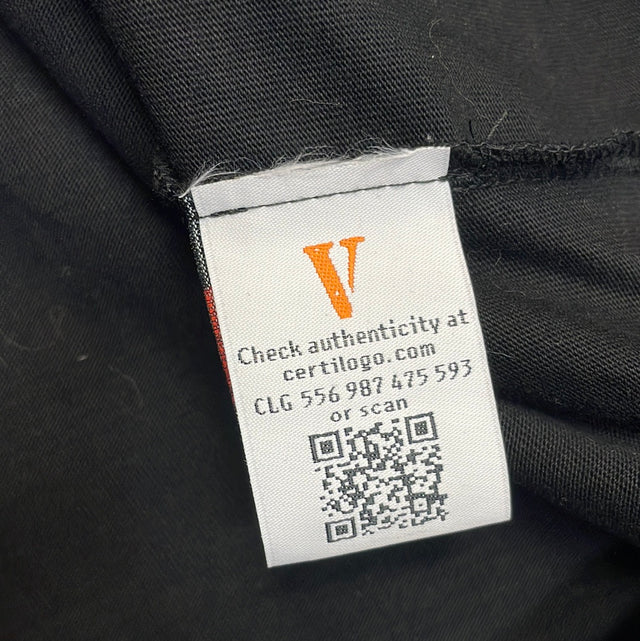 V
Check authenticity at
certilogo.com
CLG 556 987 475 593
or scan